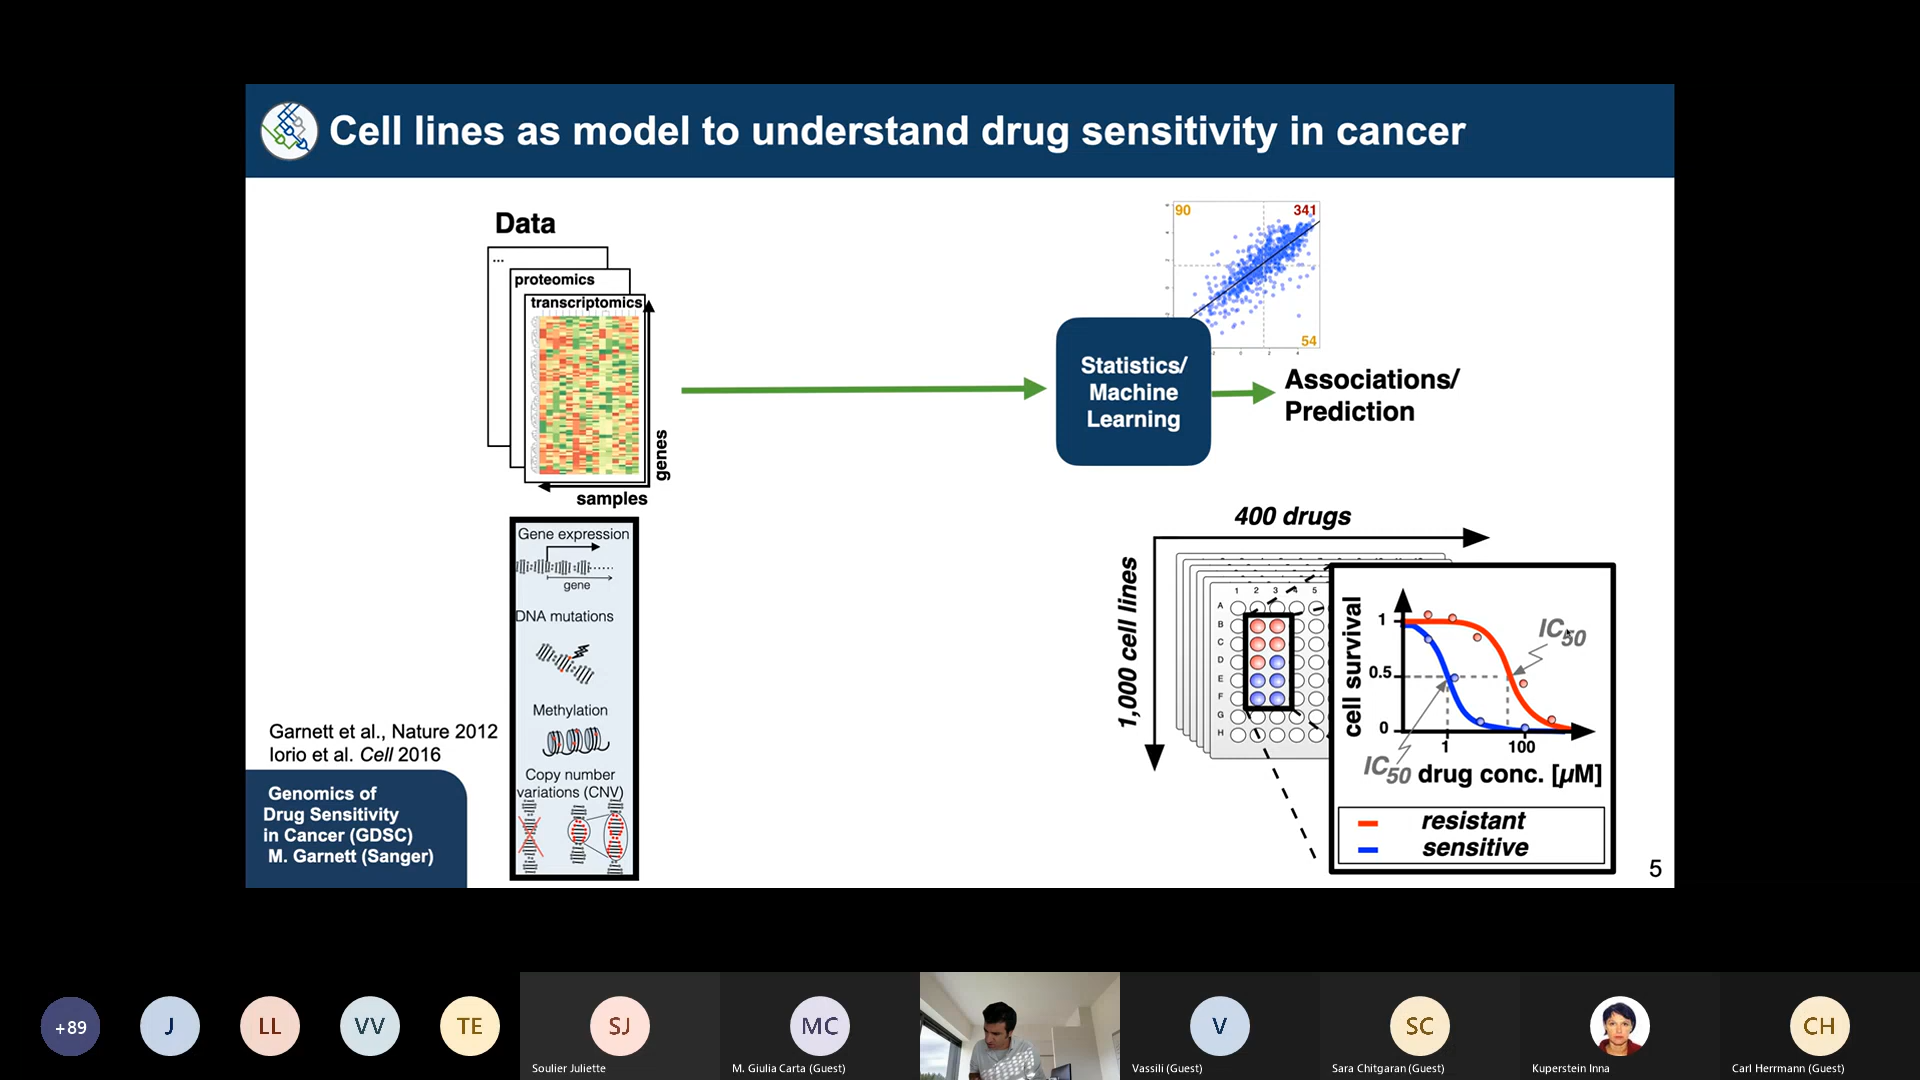 Cell lines as model to understand drug sensitivity in cancer
Data
...
proteomics
transcriptomics
genes
samples
Gene expression
gene
DNA mutations
Methylation
Copy number
variations (CNV)
Garnett et al., Nature 2012
Iorio et al. Cell 2016
Genomics of
Drug Sensitivity
in Cancer (GDSC)
M. Garnett (Sanger)
90
341
54
Statistics/
Machine
Learning
Associations/
Prediction
400 drugs
1,000 cell lines
1 2 3 4 5
A
B
C
D
E
F
G
H
cell survival
1
0.5
0
IC50
IC50
1 100
drug conc. [µM]
resistant
sensitive
5
+89
J
LL
VV
TE
SJ
Soulier Juliette
MC
M. Giulia Carta (Guest)
V
Vassili (Guest)
SC
Sara Chitgaran (Guest)
Kuperstein Inna
CH
Carl Herrmann (Guest)